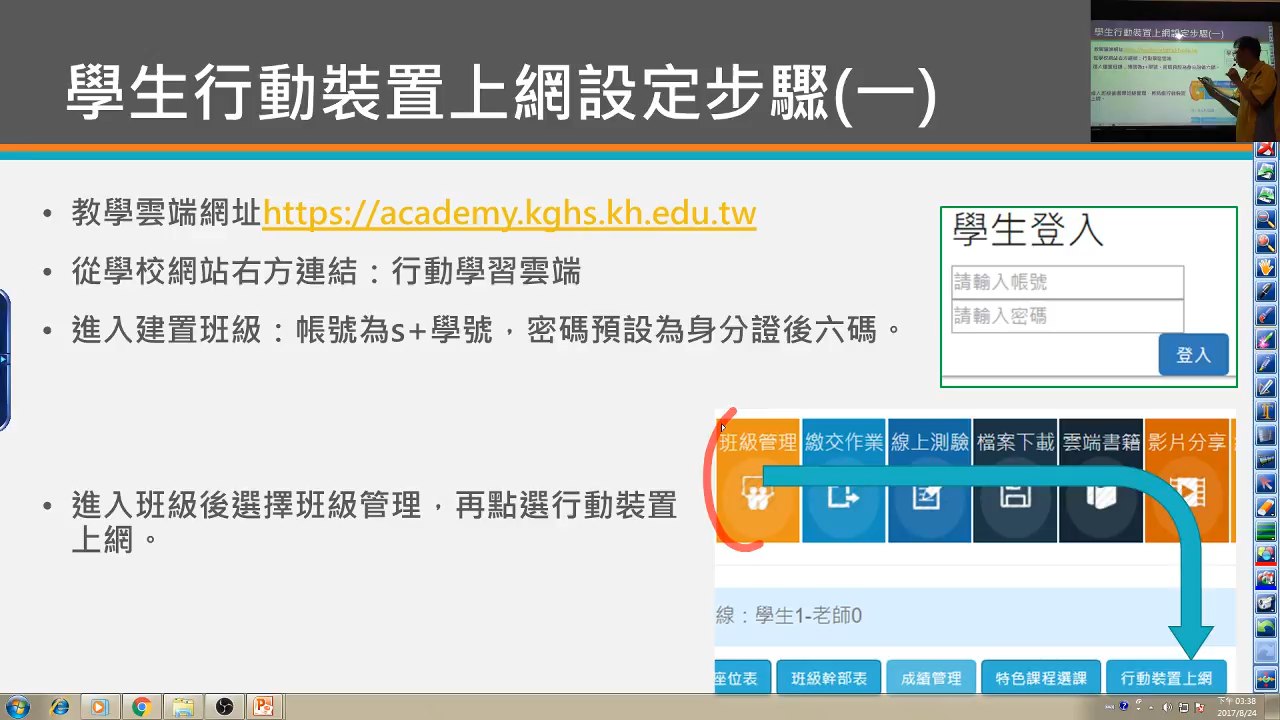 學生行動裝置上網設定步驟(一)
• 教學雲端網址https://academy.kghs.kh.edu.tw
• 從學校網站右方連結：行動學習雲端
• 進入建置班級：帳號為s+學號，密碼預設為身分證後六碼。
學生登入
請輸入帳號
請輸入密碼
登入
• 進入班級後選擇班級管理，再點選行動裝置
上網。
班級管理 繳交作業 線上測驗 檔案下載 雲端書籍 影片分享
線：學生1-老師0
座位表 班級幹部表 成績管理 特色課程選課 行動裝置上網
下午 03:38
2017/8/24